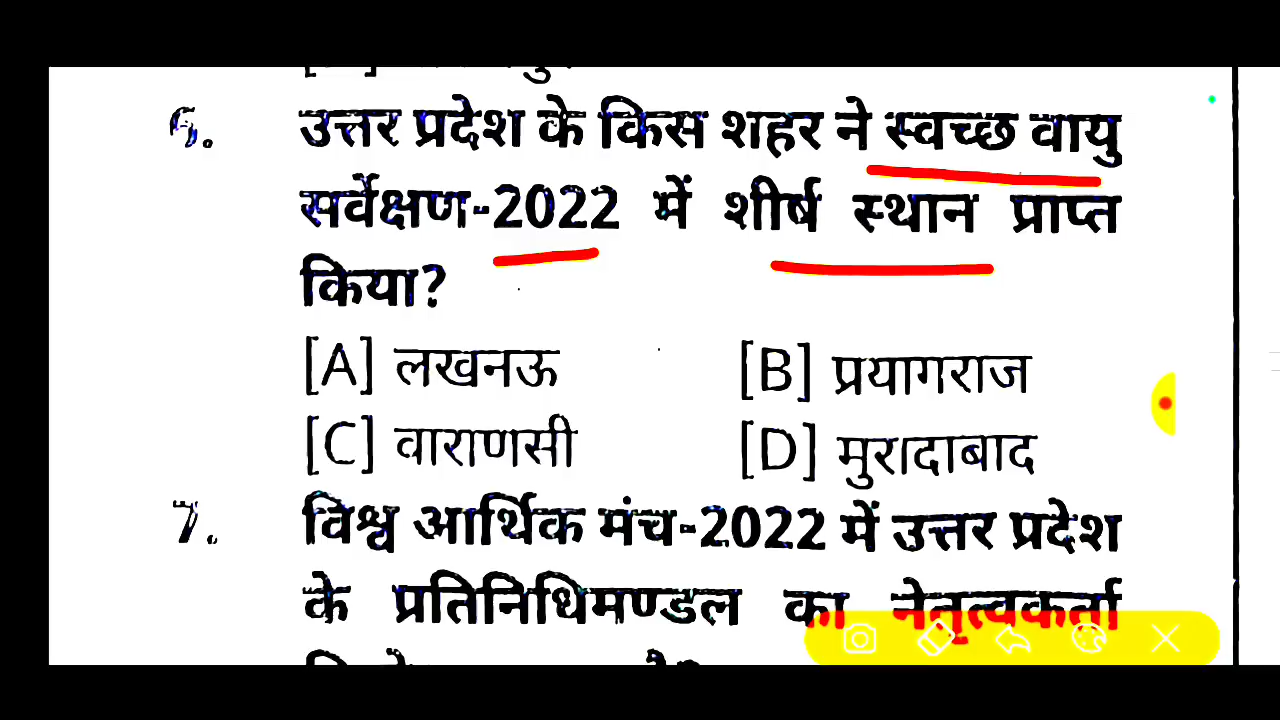 6. उत्तर प्रदेश के किस शहर ने स्वच्छ वायु
सर्वेक्षण-2022 में शीर्ष स्थान प्राप्त
किया?
[A] लखनऊ [B] प्रयागराज
[C] वाराणसी [D] मुरादाबाद
7. विश्व आर्थिक मंच-2022 में उत्तर प्रदेश
के प्रतिनिधिमण्डल का नेतृत्वकर्ता